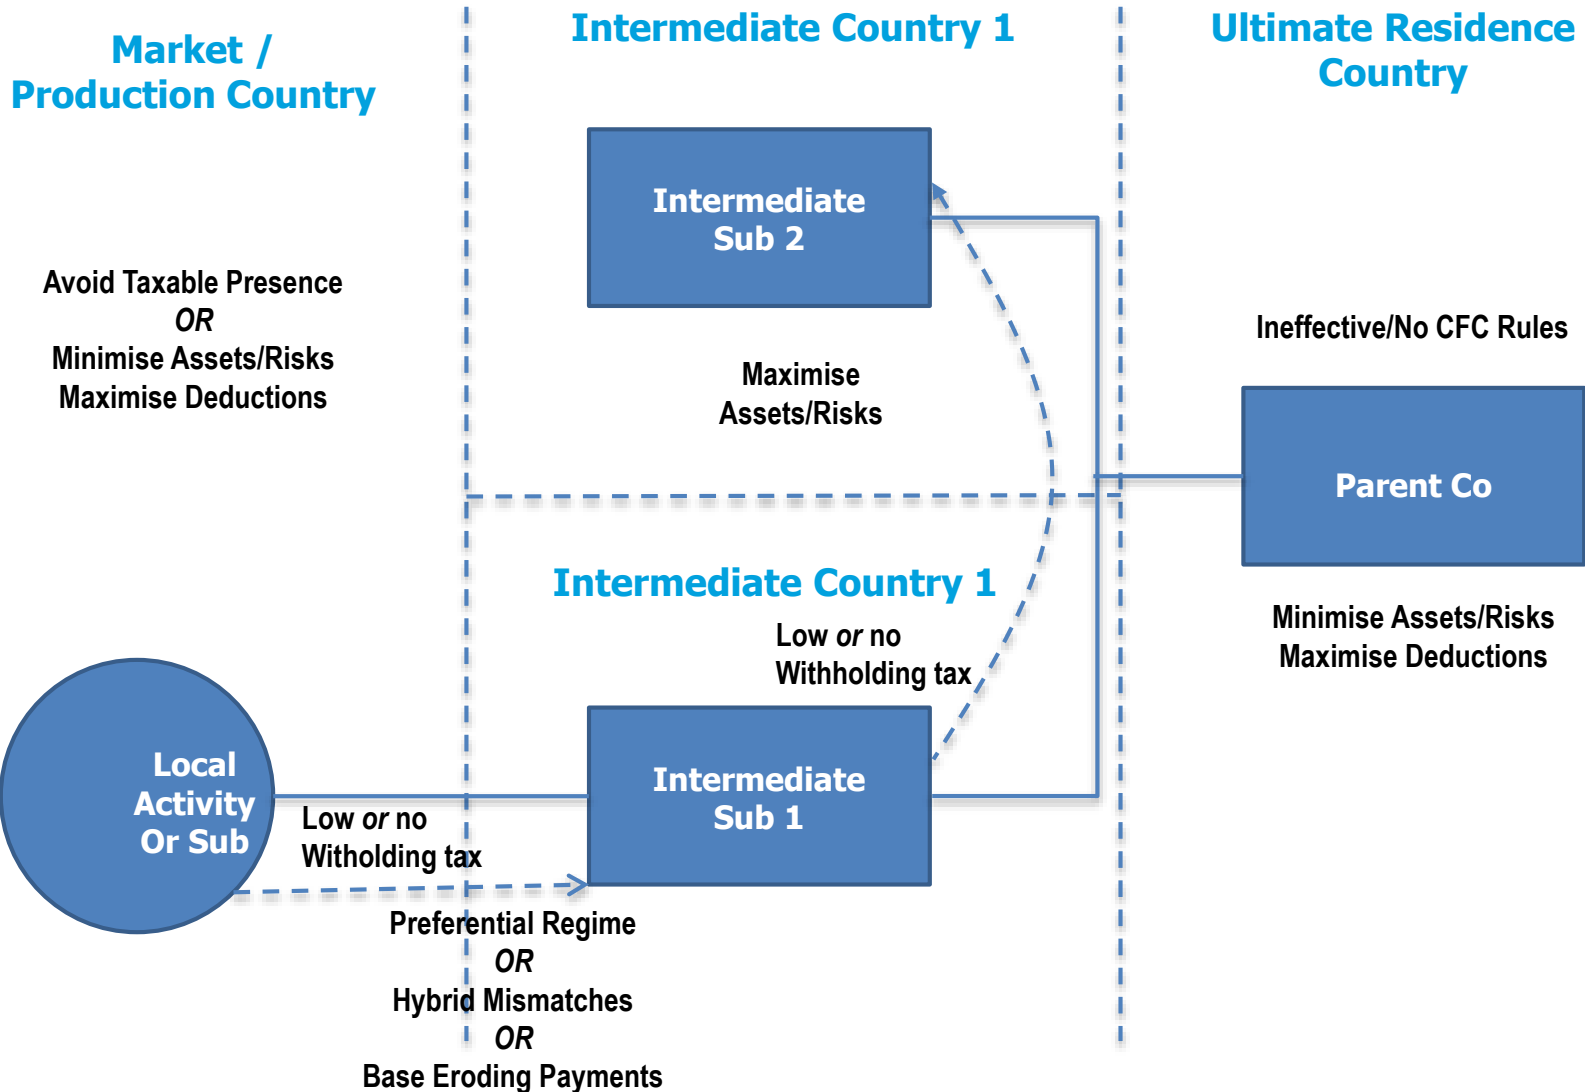 Market /
Production Country
Intermediate Country 1
Ultimate Residence
Country
Intermediate
Sub 2
Avoid Taxable Presence
OR
Minimise Assets/Risks
Maximise Deductions
Maximise
Assets/Risks
Ineffective/No CFC Rules
Parent Co
Minimise Assets/Risks
Maximise Deductions
Intermediate Country 1
Low or no
Withholding tax
Local
Activity
Or Sub
Low or no
Witholding tax
Intermediate
Sub 1
Preferential Regime
OR
Hybrid Mismatches
OR
Base Eroding Payments